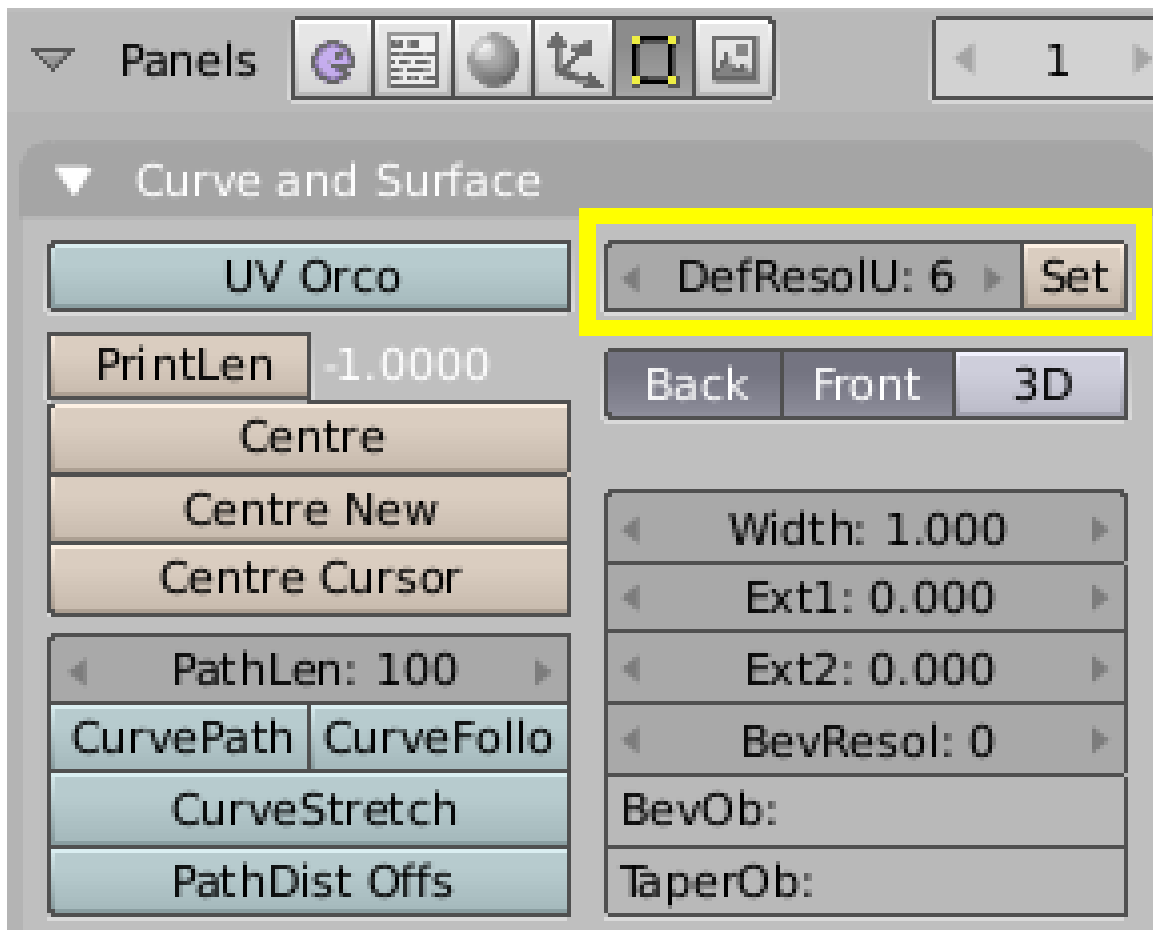 Panels 1
Curve and Surface
UV Orco
PrintLen -1.0000
Centre
Centre New
Centre Cursor
PathLen: 100
CurvePath CurveFollo
CurveStretch
PathDist Offs
DefResolU: 6 Set
Back Front 3D
Width: 1.000
Ext1: 0.000
Ext2: 0.000
BevResol: 0
BevOb:
TaperOb: